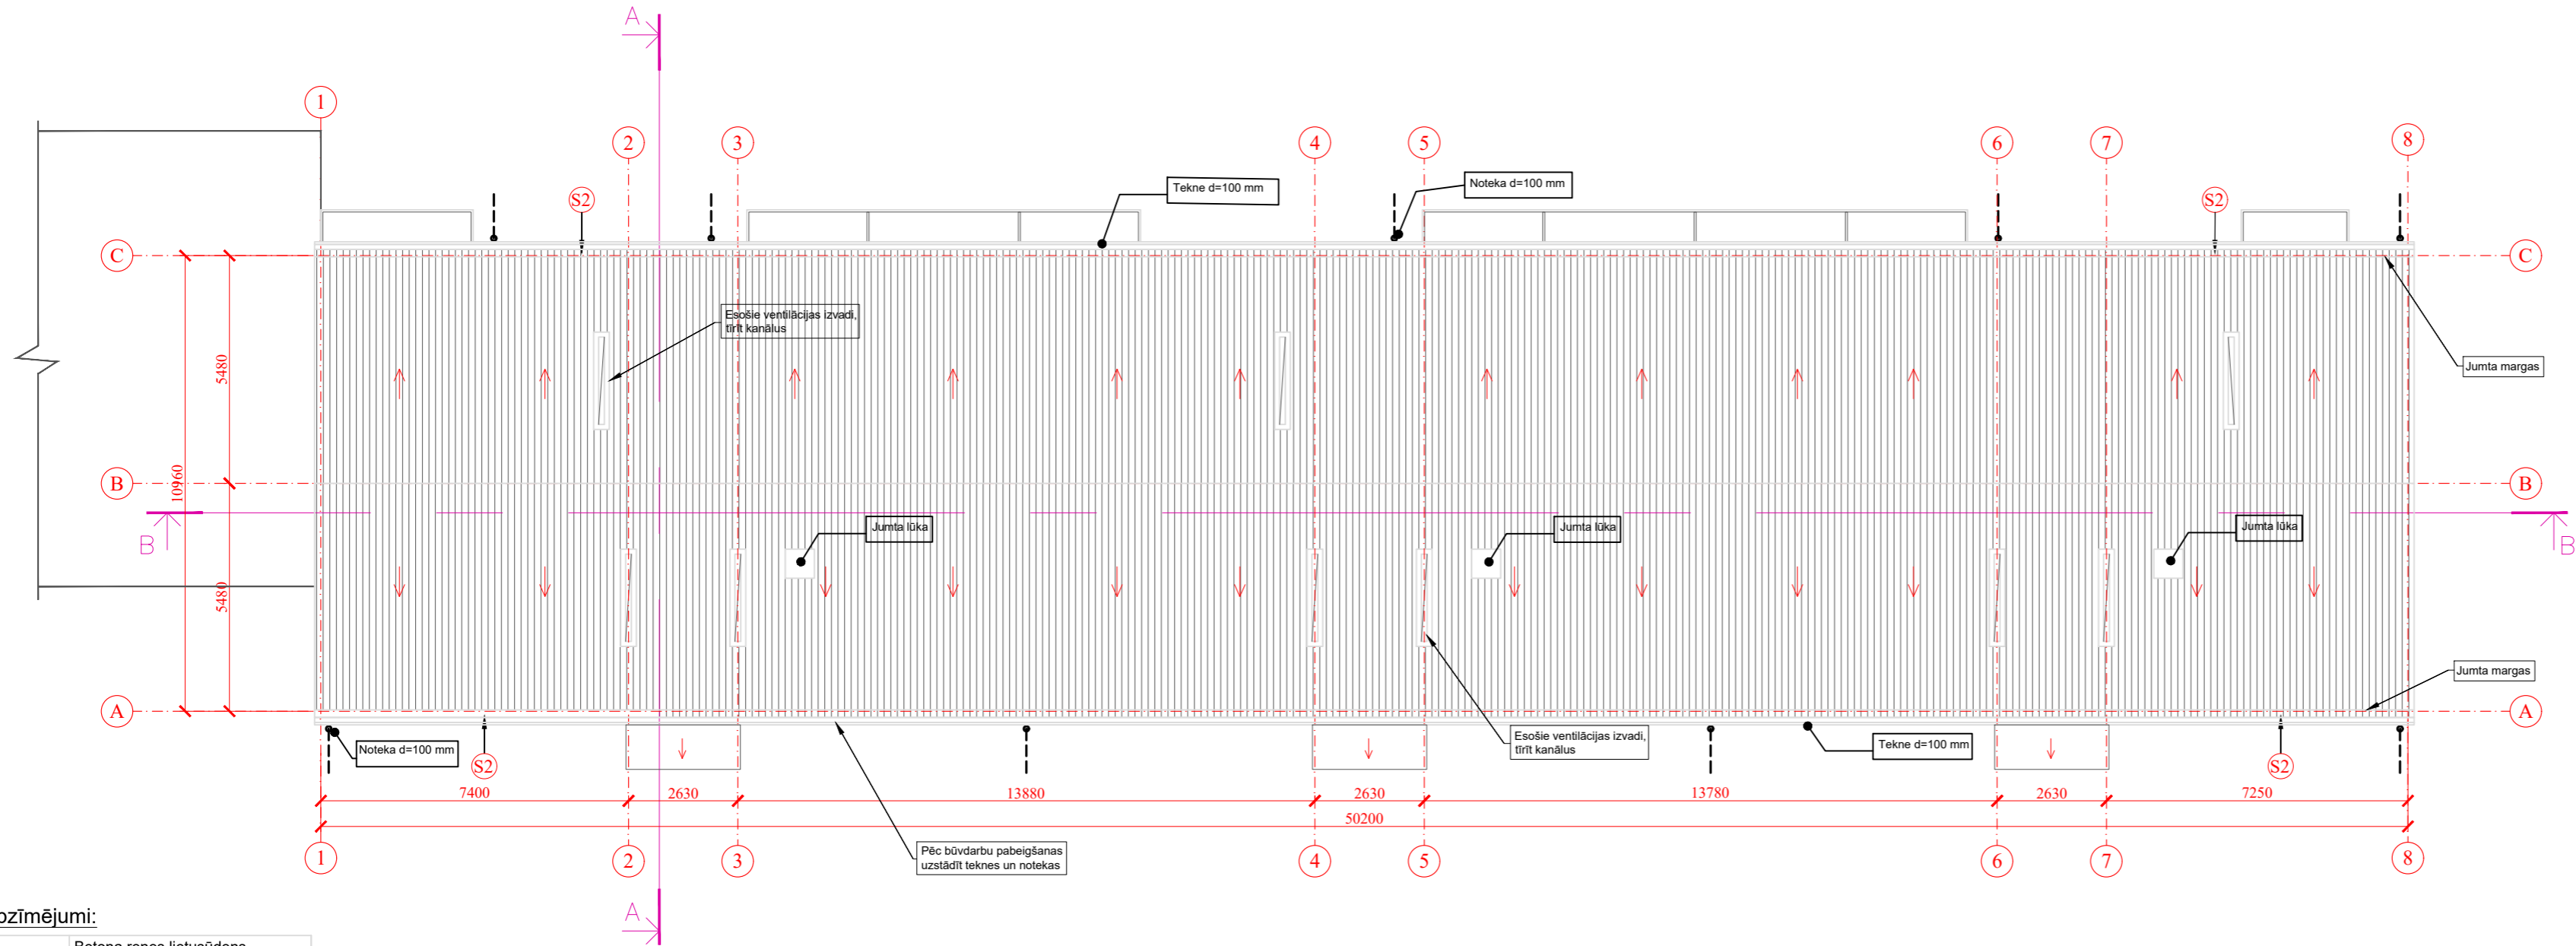 A
1
2
3
4
5
6
7
8
S2
Tekne d=100 mm
Noteka d=100 mm
S2
C
C
Esošie ventilācijas izvadi,
tīrīt kanālus
5480
Jumta margas
10960
B
B
Jumta lūka
Jumta lūka
Jumta lūka
B
B
5480
Jumta margas
A
A
Noteka d=100 mm
S2
Esošie ventilācijas izvadi,
tīrīt kanālus
Tekne d=100 mm
S2
7400
2630
13880
2630
13780
2630
7250
50200
Pēc būvdarbu pabeigšanas
uzstādīt teknes un notekas
1
2
3
4
5
6
7
8
A
pzīmējumi: